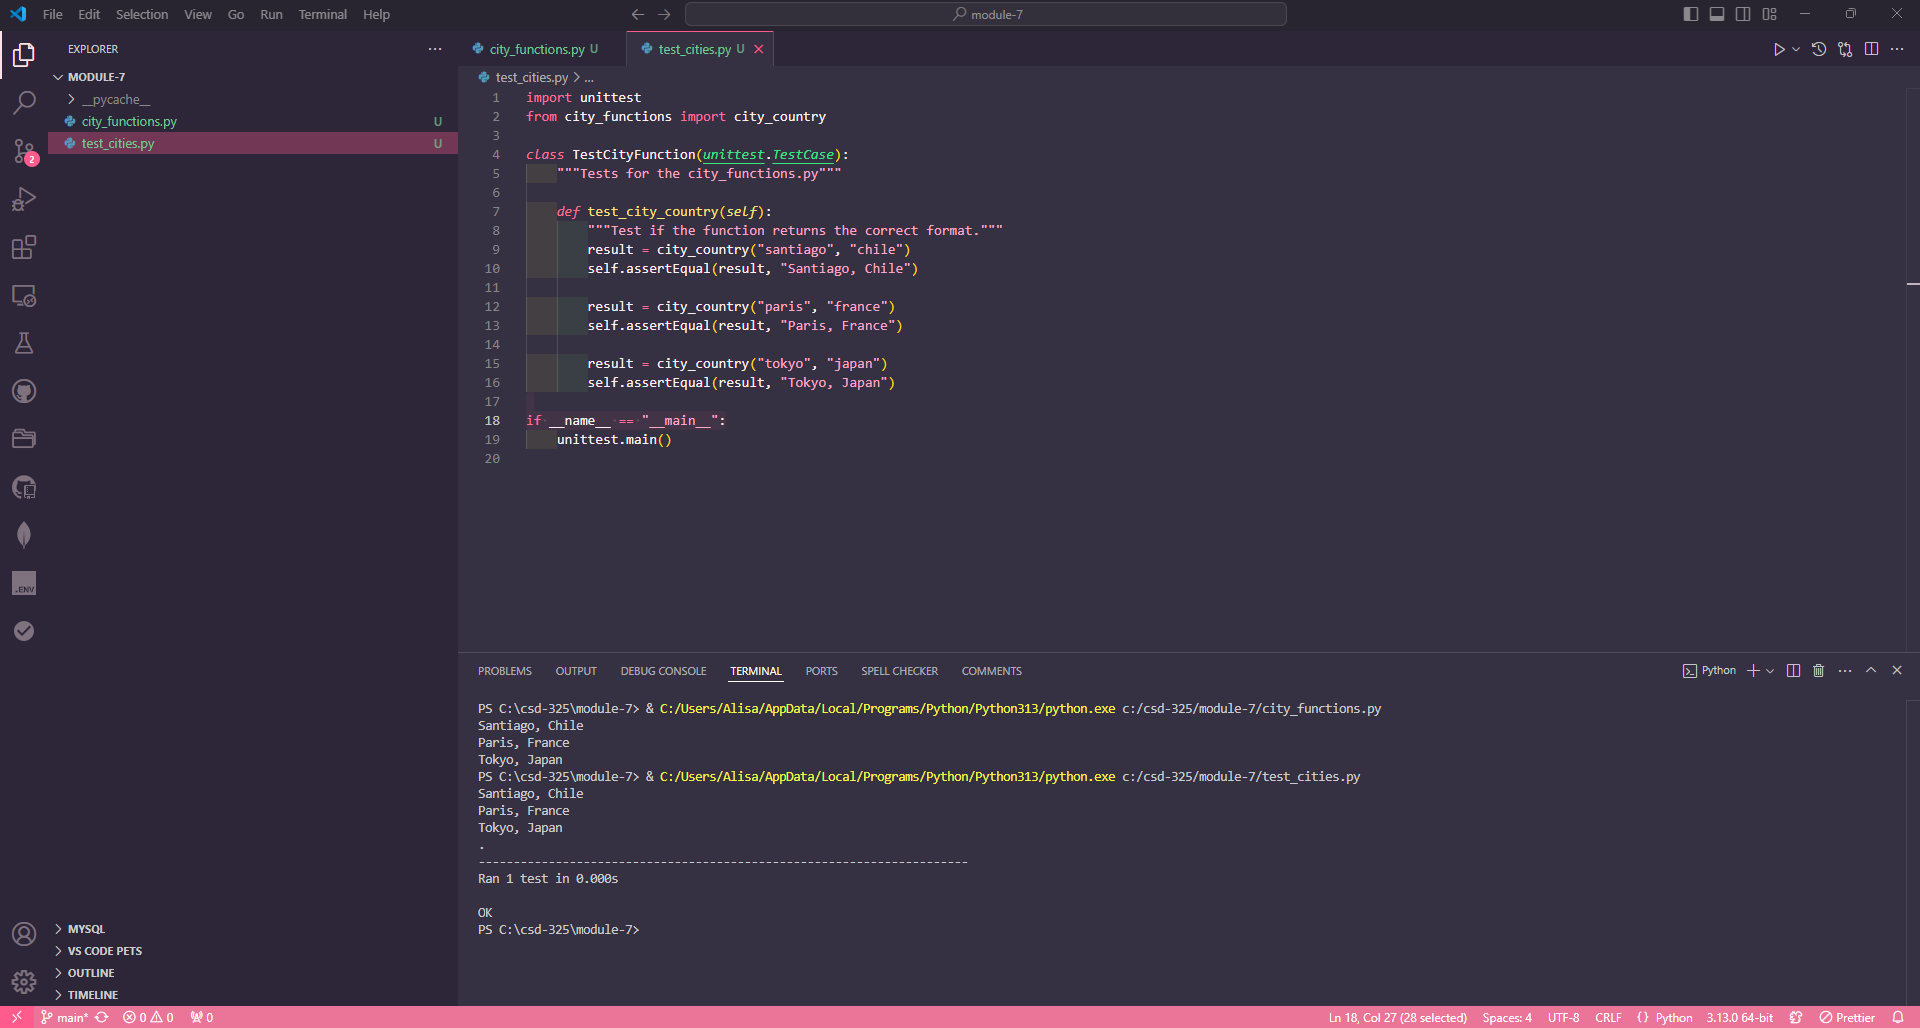 File Edit Selection View Go Run Terminal Help
module-7
EXPLORER
MODULE-7
__pycache__
city_functions.py U
test_cities.py U
2
.ENV
MYSQL
VS CODE PETS
OUTLINE
TIMELINE
city_functions.py U
test_cities.py U
test_cities.py > ...
1 import unittest
2 from city_functions import city_country
3
4 class TestCityFunction(unittest.TestCase):
5 """Tests for the city_functions.py"""
6
7 def test_city_country(self):
8 """Test if the function returns the correct format."""
9 result = city_country("santiago", "chile")
10 self.assertEqual(result, "Santiago, Chile")
11
12 result = city_country("paris", "france")
13 self.assertEqual(result, "Paris, France")
14
15 result = city_country("tokyo", "japan")
16 self.assertEqual(result, "Tokyo, Japan")
17
18 if __name__ == "__main__":
19 unittest.main()
20
PROBLEMS OUTPUT DEBUG CONSOLE TERMINAL PORTS SPELL CHECKER COMMENTS
Python
PS C:\csd-325\module-7> & C:/Users/Alisa/AppData/Local/Programs/Python/Python313/python.exe c:/csd-325/module-7/city_functions.py
Santiago, Chile
Paris, France
Tokyo, Japan
PS C:\csd-325\module-7> & C:/Users/Alisa/AppData/Local/Programs/Python/Python313/python.exe c:/csd-325/module-7/test_cities.py
Santiago, Chile
Paris, France
Tokyo, Japan
.
----------------------------------------------------------------------
Ran 1 test in 0.000s
OK
PS C:\csd-325\module-7>
main* 0 0 0 Ln 18, Col 27 (28 selected) Spaces: 4 UTF-8 CRLF {} Python 3.13.0 64-bit Prettier